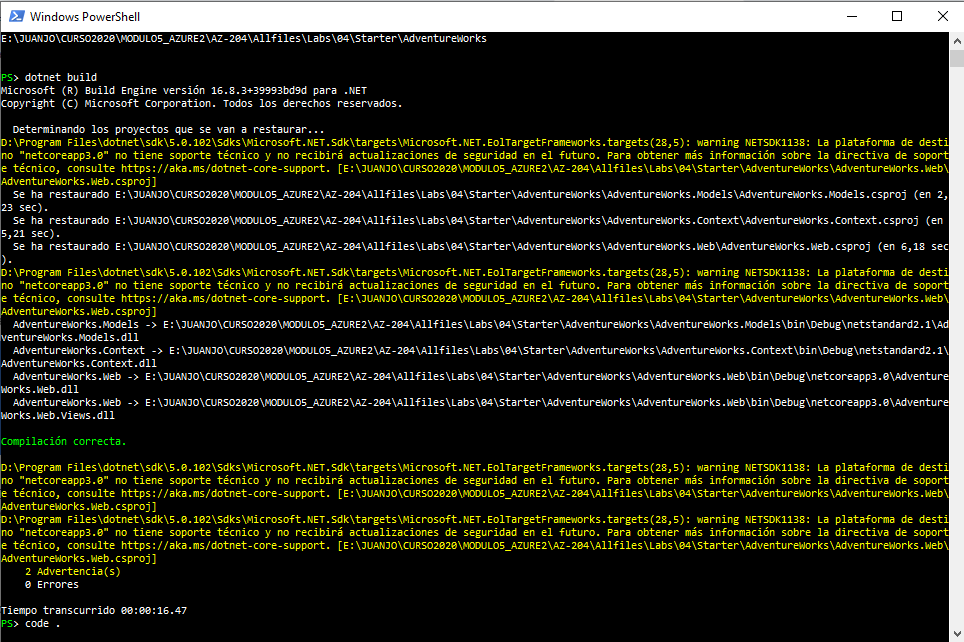 Windows PowerShell
E:\JUANJO\CURSO2020\MODULO5_AZURE2\AZ-204\Allfiles\Labs\04\Starter\AdventureWorks
PS> dotnet build
Microsoft (R) Build Engine versión 16.8.3+39993bd9d para .NET
Copyright (C) Microsoft Corporation. Todos los derechos reservados.
  Determinando los proyectos que se van a restaurar...
D:\Program Files\dotnet\sdk\5.0.102\Sdks\Microsoft.NET.Sdk\targets\Microsoft.NET.EolTargetFrameworks.targets(28,5): warning NETSDK1138: La plataforma de desti
no "netcoreapp3.0" no tiene soporte técnico y no recibirá actualizaciones de seguridad en el futuro. Para obtener más información sobre la directiva de soport
e técnico, consulte https://aka.ms/dotnet-core-support. [E:\JUANJO\CURSO2020\MODULO5_AZURE2\AZ-204\Allfiles\Labs\04\Starter\AdventureWorks\AdventureWorks.Web\
AdventureWorks.Web.csproj]
  Se ha restaurado E:\JUANJO\CURSO2020\MODULO5_AZURE2\AZ-204\Allfiles\Labs\04\Starter\AdventureWorks\AdventureWorks.Models\AdventureWorks.Models.csproj (en 2,
23 sec).
  Se ha restaurado E:\JUANJO\CURSO2020\MODULO5_AZURE2\AZ-204\Allfiles\Labs\04\Starter\AdventureWorks\AdventureWorks.Context\AdventureWorks.Context.csproj (en
5,21 sec).
  Se ha restaurado E:\JUANJO\CURSO2020\MODULO5_AZURE2\AZ-204\Allfiles\Labs\04\Starter\AdventureWorks\AdventureWorks.Web\AdventureWorks.Web.csproj (en 6,18 sec
).
D:\Program Files\dotnet\sdk\5.0.102\Sdks\Microsoft.NET.Sdk\targets\Microsoft.NET.EolTargetFrameworks.targets(28,5): warning NETSDK1138: La plataforma de desti
no "netcoreapp3.0" no tiene soporte técnico y no recibirá actualizaciones de seguridad en el futuro. Para obtener más información sobre la directiva de soport
e técnico, consulte https://aka.ms/dotnet-core-support. [E:\JUANJO\CURSO2020\MODULO5_AZURE2\AZ-204\Allfiles\Labs\04\Starter\AdventureWorks\AdventureWorks.Web\
AdventureWorks.Web.csproj]
  AdventureWorks.Models -> E:\JUANJO\CURSO2020\MODULO5_AZURE2\AZ-204\Allfiles\Labs\04\Starter\AdventureWorks\AdventureWorks.Models\bin\Debug\netstandard2.1\Ad
ventureWorks.Models.dll
  AdventureWorks.Context -> E:\JUANJO\CURSO2020\MODULO5_AZURE2\AZ-204\Allfiles\Labs\04\Starter\AdventureWorks\AdventureWorks.Context\bin\Debug\netstandard2.1\
AdventureWorks.Context.dll
  AdventureWorks.Web -> E:\JUANJO\CURSO2020\MODULO5_AZURE2\AZ-204\Allfiles\Labs\04\Starter\AdventureWorks\AdventureWorks.Web\bin\Debug\netcoreapp3.0\Adventure
Works.Web.dll
  AdventureWorks.Web -> E:\JUANJO\CURSO2020\MODULO5_AZURE2\AZ-204\Allfiles\Labs\04\Starter\AdventureWorks\AdventureWorks.Web\bin\Debug\netcoreapp3.0\Adventure
Works.Web.Views.dll
Compilación correcta.
D:\Program Files\dotnet\sdk\5.0.102\Sdks\Microsoft.NET.Sdk\targets\Microsoft.NET.EolTargetFrameworks.targets(28,5): warning NETSDK1138: La plataforma de desti
no "netcoreapp3.0" no tiene soporte técnico y no recibirá actualizaciones de seguridad en el futuro. Para obtener más información sobre la directiva de soport
e técnico, consulte https://aka.ms/dotnet-core-support. [E:\JUANJO\CURSO2020\MODULO5_AZURE2\AZ-204\Allfiles\Labs\04\Starter\AdventureWorks\AdventureWorks.Web\
AdventureWorks.Web.csproj]
D:\Program Files\dotnet\sdk\5.0.102\Sdks\Microsoft.NET.Sdk\targets\Microsoft.NET.EolTargetFrameworks.targets(28,5): warning NETSDK1138: La plataforma de desti
no "netcoreapp3.0" no tiene soporte técnico y no recibirá actualizaciones de seguridad en el futuro. Para obtener más información sobre la directiva de soport
e técnico, consulte https://aka.ms/dotnet-core-support. [E:\JUANJO\CURSO2020\MODULO5_AZURE2\AZ-204\Allfiles\Labs\04\Starter\AdventureWorks\AdventureWorks.Web\
AdventureWorks.Web.csproj]
    2 Advertencia(s)
    0 Errores
Tiempo transcurrido 00:00:16.47
PS> code .